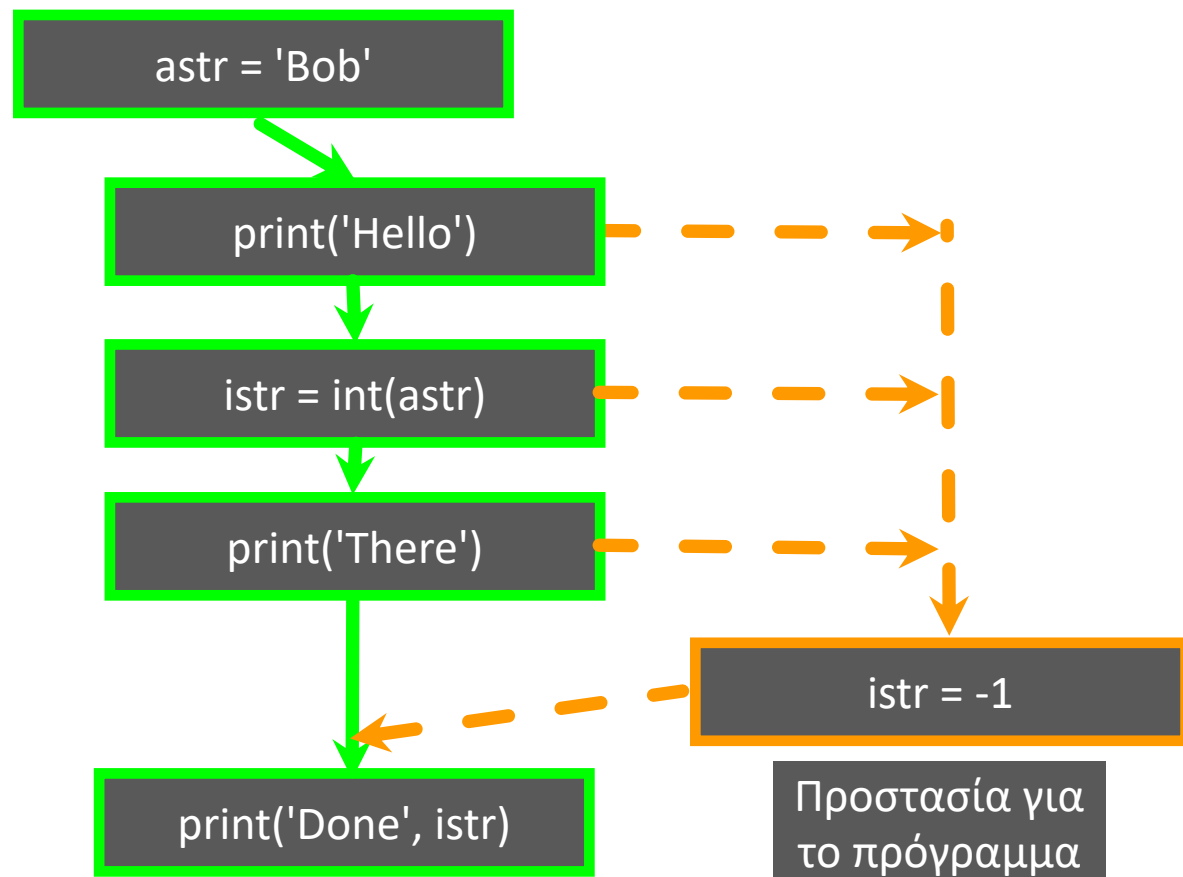 astr = 'Bob'
print('Hello')
istr = int(astr)
print('There')
istr = -1
print('Done', istr)
Προστασία για
το πρόγραμμα